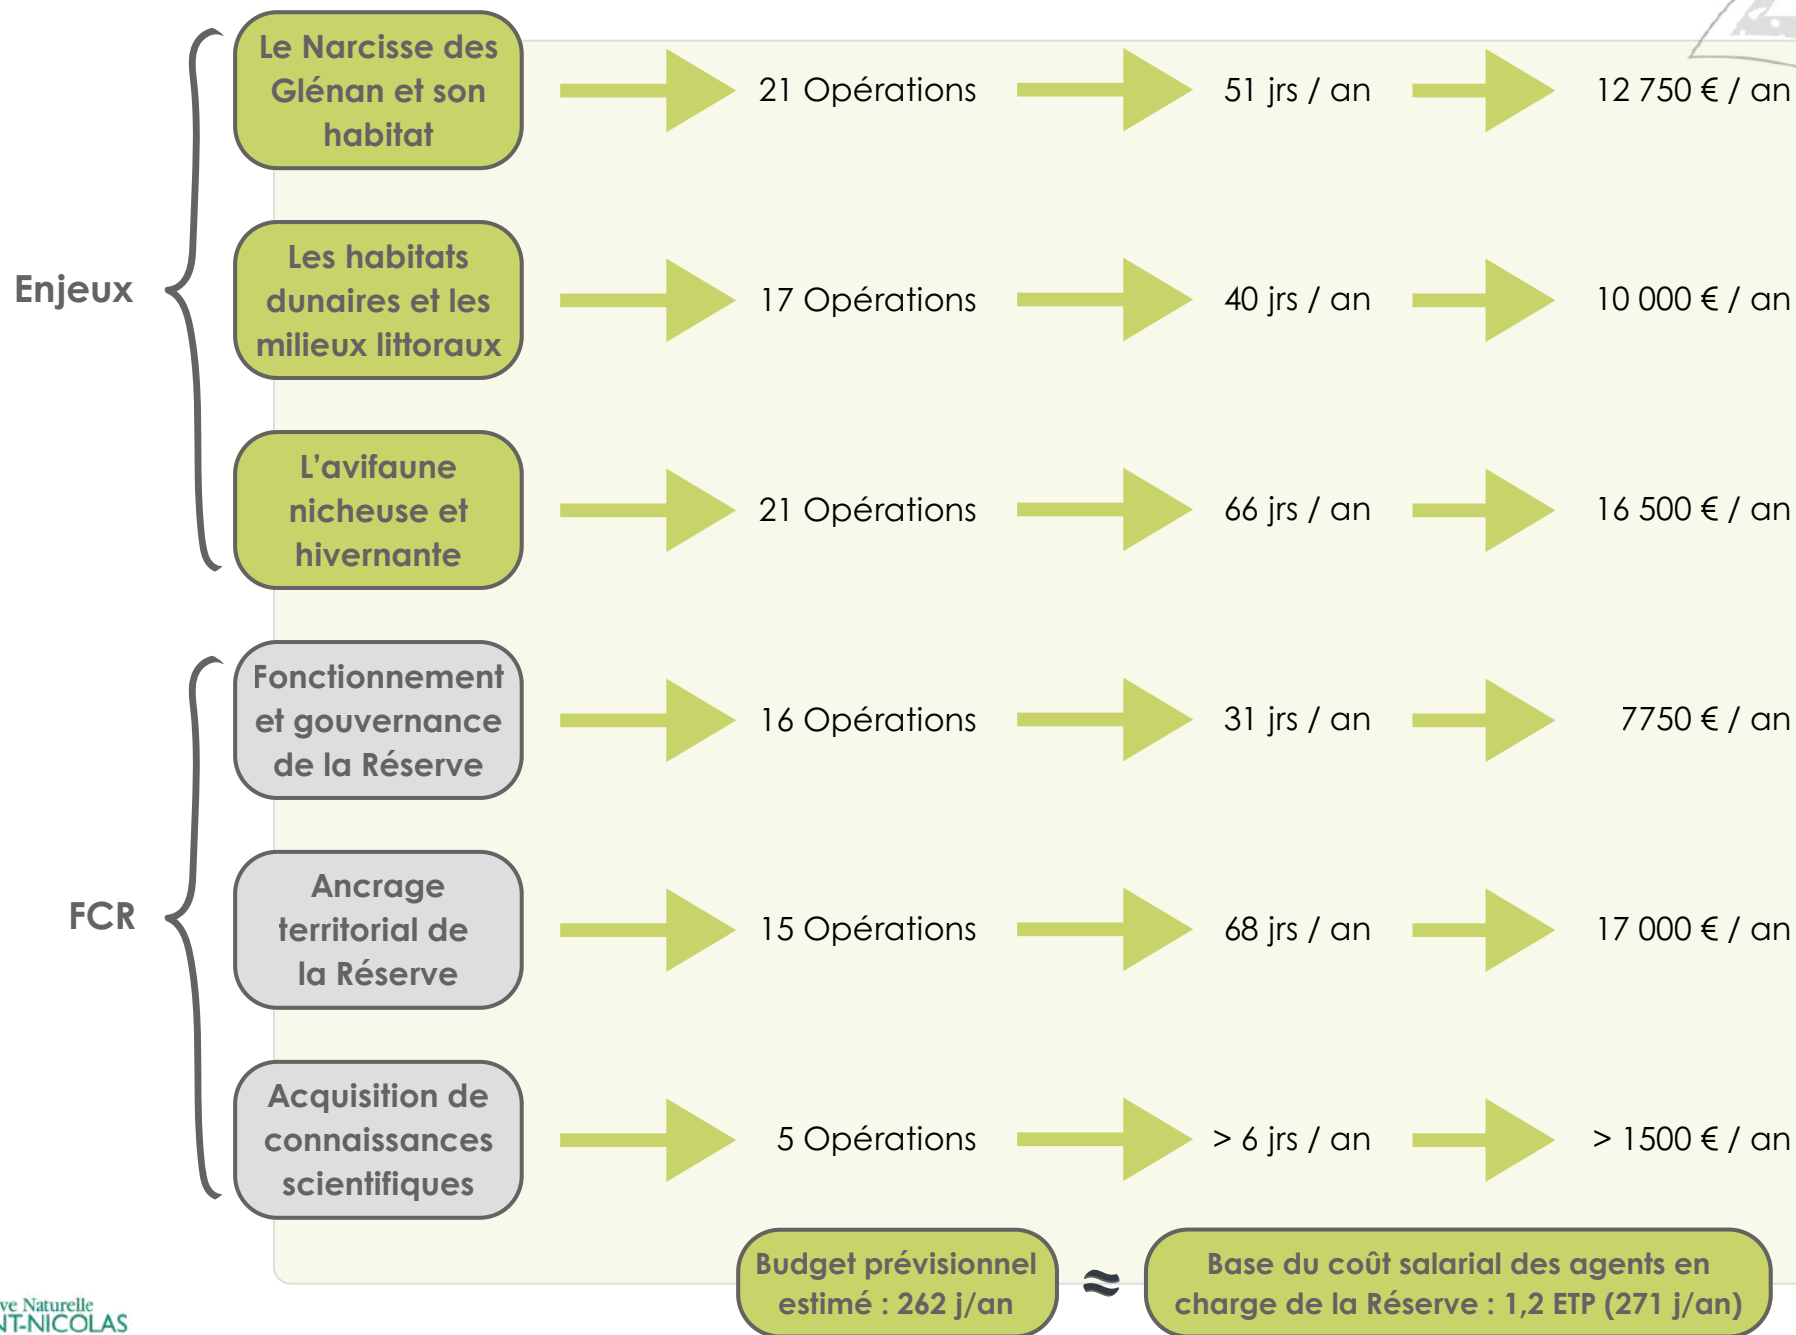 Le Narcisse des
Glénan et son
habitat
21 Opérations
51 jrs / an
12 750 € / an
Enjeux
Les habitats
dunaires et les
milieux littoraux
17 Opérations
40 jrs / an
10 000 € / an
L'avifaune
nicheuse et
hivernante
21 Opérations
66 jrs / an
16 500 € / an
Fonctionnement
et gouvernance
de la Réserve
16 Opérations
31 jrs / an
7750 € / an
FCR
Ancrage
territorial de
la Réserve
15 Opérations
68 jrs / an
17 000 € / an
Acquisition de
connaissances
scientifiques
5 Opérations
> 6 jrs / an
> 1500 € / an
Budget prévisionnel
estimé : 262 j/an
≈
Base du coût salarial des agents en
charge de la Réserve : 1,2 ETP (271 j/an)
ve Naturelle
NT-NICOLAS